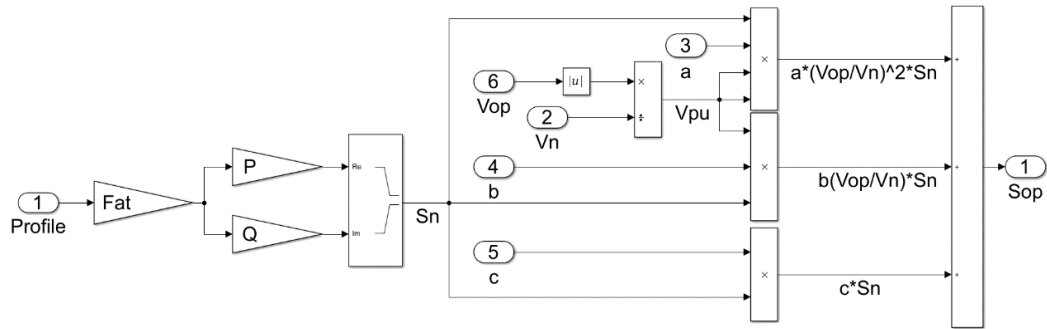 1
Profile
Fat
P
Q
Re
Im
Sn
6
Vop
|u|
2
Vn
×
÷
Vpu
3
a
4
b
5
c
×
×
×
a*(Vop/Vn)^2*Sn
b(Vop/Vn)*Sn
c*Sn
+
+
+
1
Sop